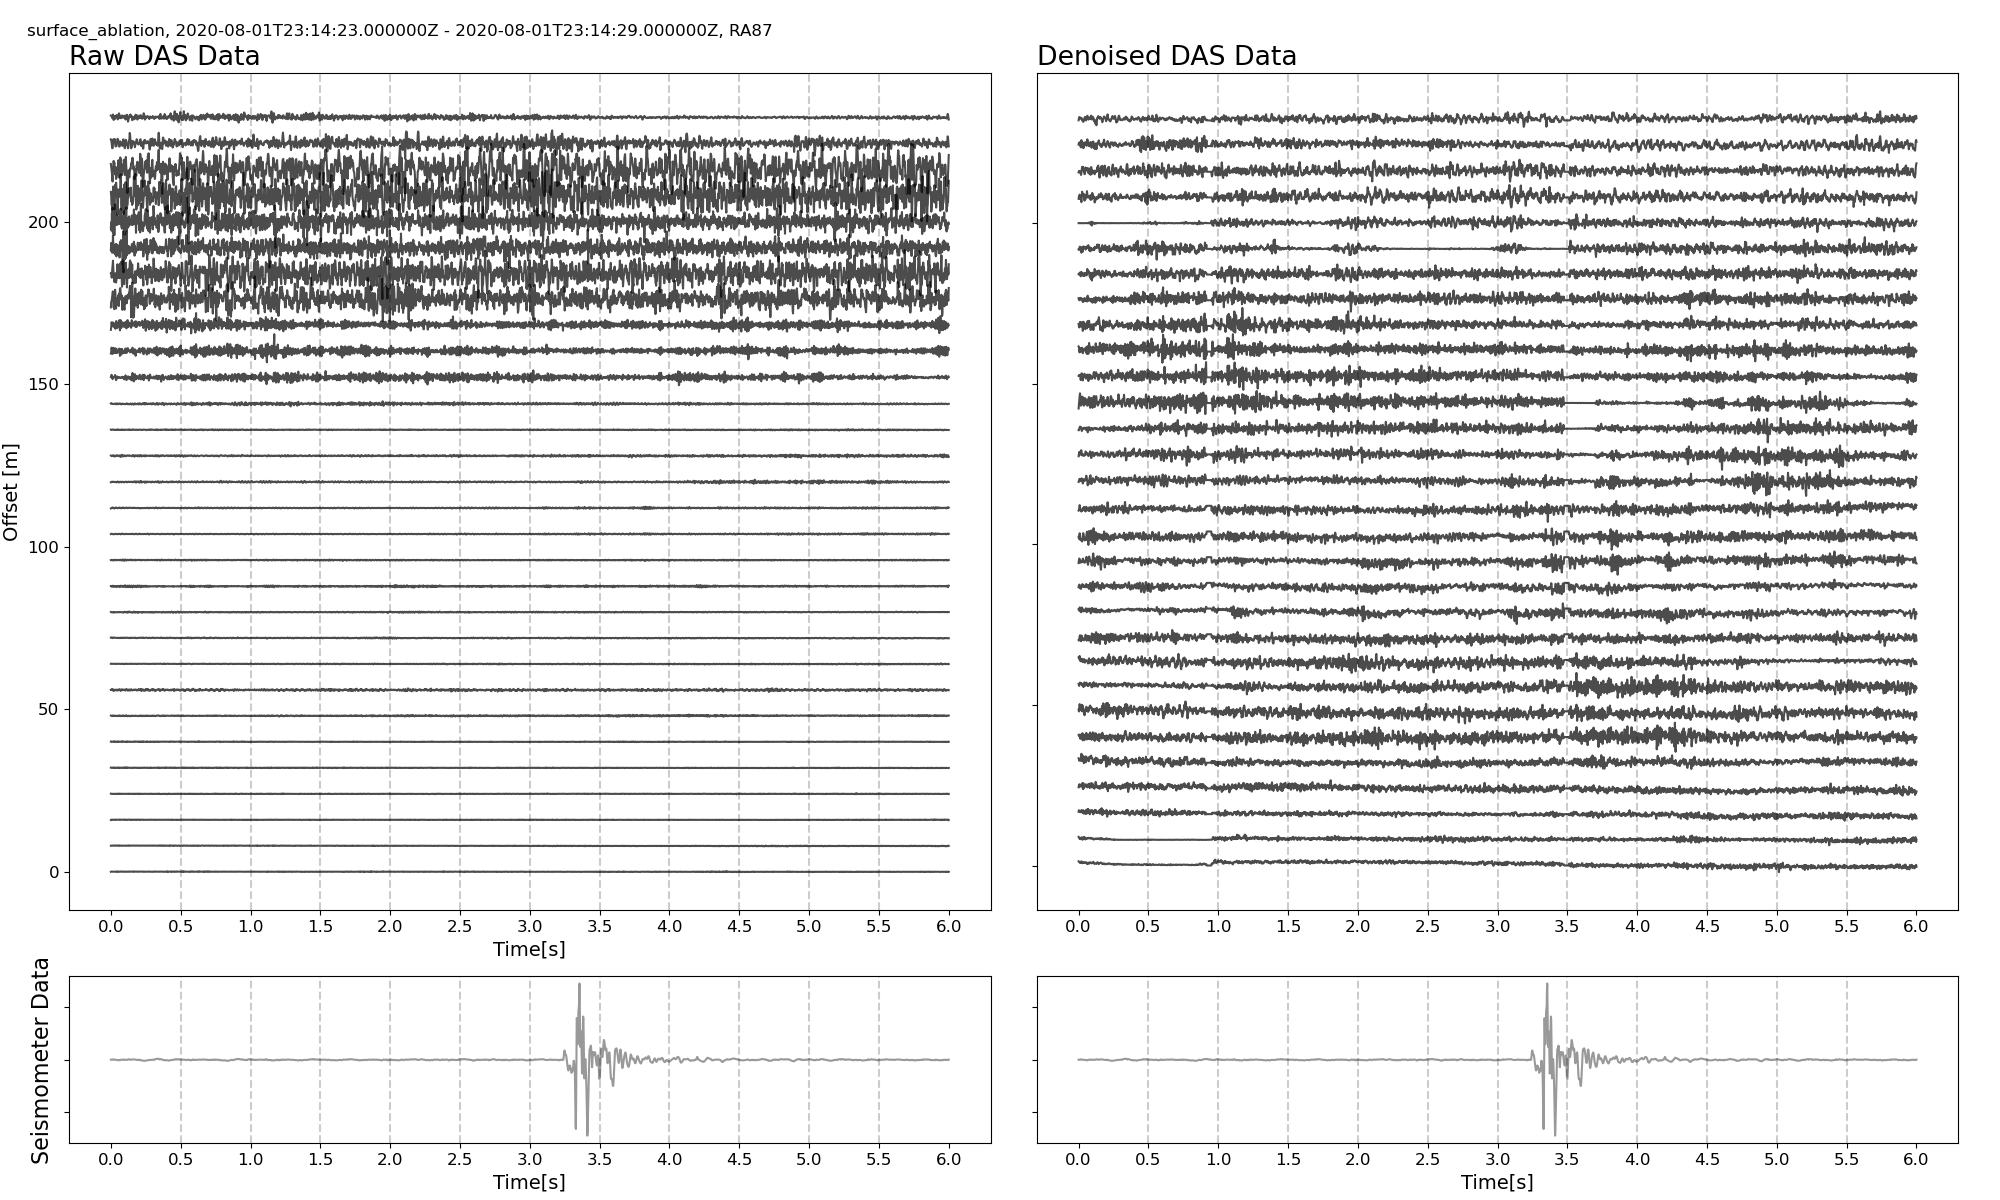 surface_ablation, 2020-08-01T23:14:23.000000Z - 2020-08-01T23:14:29.000000Z, RA87
Raw DAS Data
Denoised DAS Data
Offset [m]
200
150
100
50
0
0.0 0.5 1.0 1.5 2.0 2.5 3.0 3.5 4.0 4.5 5.0 5.5 6.0
Time[s]
0.0 0.5 1.0 1.5 2.0 2.5 3.0 3.5 4.0 4.5 5.0 5.5 6.0
Seismometer Data
0.0 0.5 1.0 1.5 2.0 2.5 3.0 3.5 4.0 4.5 5.0 5.5 6.0
Time[s]
0.0 0.5 1.0 1.5 2.0 2.5 3.0 3.5 4.0 4.5 5.0 5.5 6.0
Time[s]